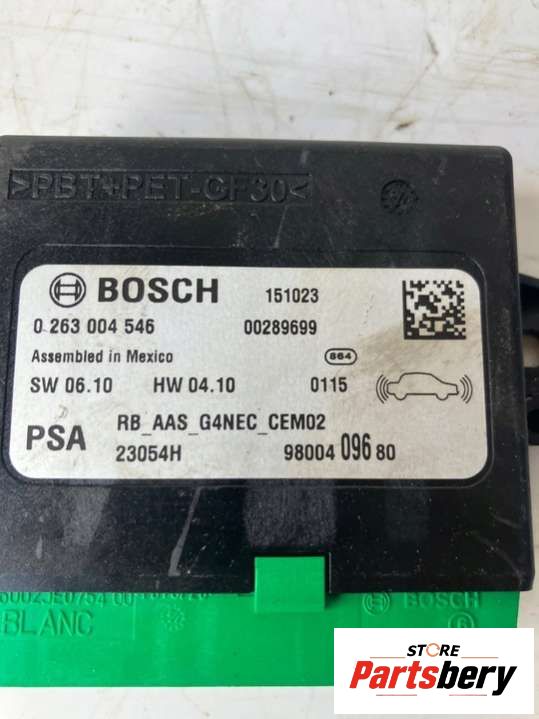 >PBT+PET-GF30<
BOSCH 151023
0 263 004 546 00289699
Assembled in Mexico 864
SW 06.10 HW 04.10 0115
PSA RB_AAS_G4NEC_CEM02
23054H 98004 096 80
BOSCH
BLANC
STORE
Partsbery